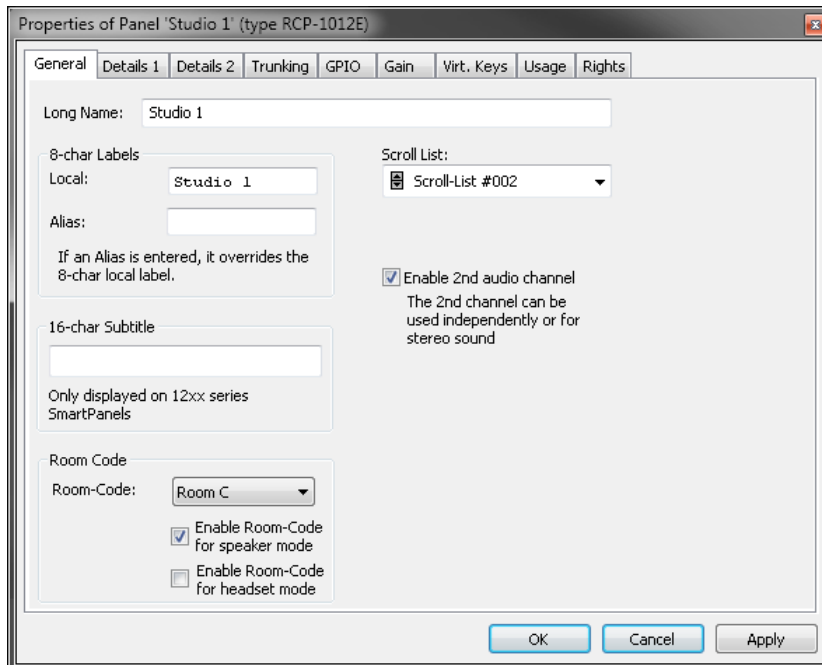 Properties of Panel 'Studio 1' (type RCP-1012E)
General Details 1 Details 2 Trunking GPIO Gain Virt. Keys Usage Rights
Long Name: Studio 1
8-char Labels
Local: Studio 1
Alias:
If an Alias is entered, it overrides the
8-char local label.
Scroll List:
Scroll-List #002
Enable 2nd audio channel
The 2nd channel can be
used independently or for
stereo sound
16-char Subtitle
Only displayed on 12xx series
SmartPanels
Room Code
Room-Code: Room C
Enable Room-Code
for speaker mode
Enable Room-Code
for headset mode
OK Cancel Apply